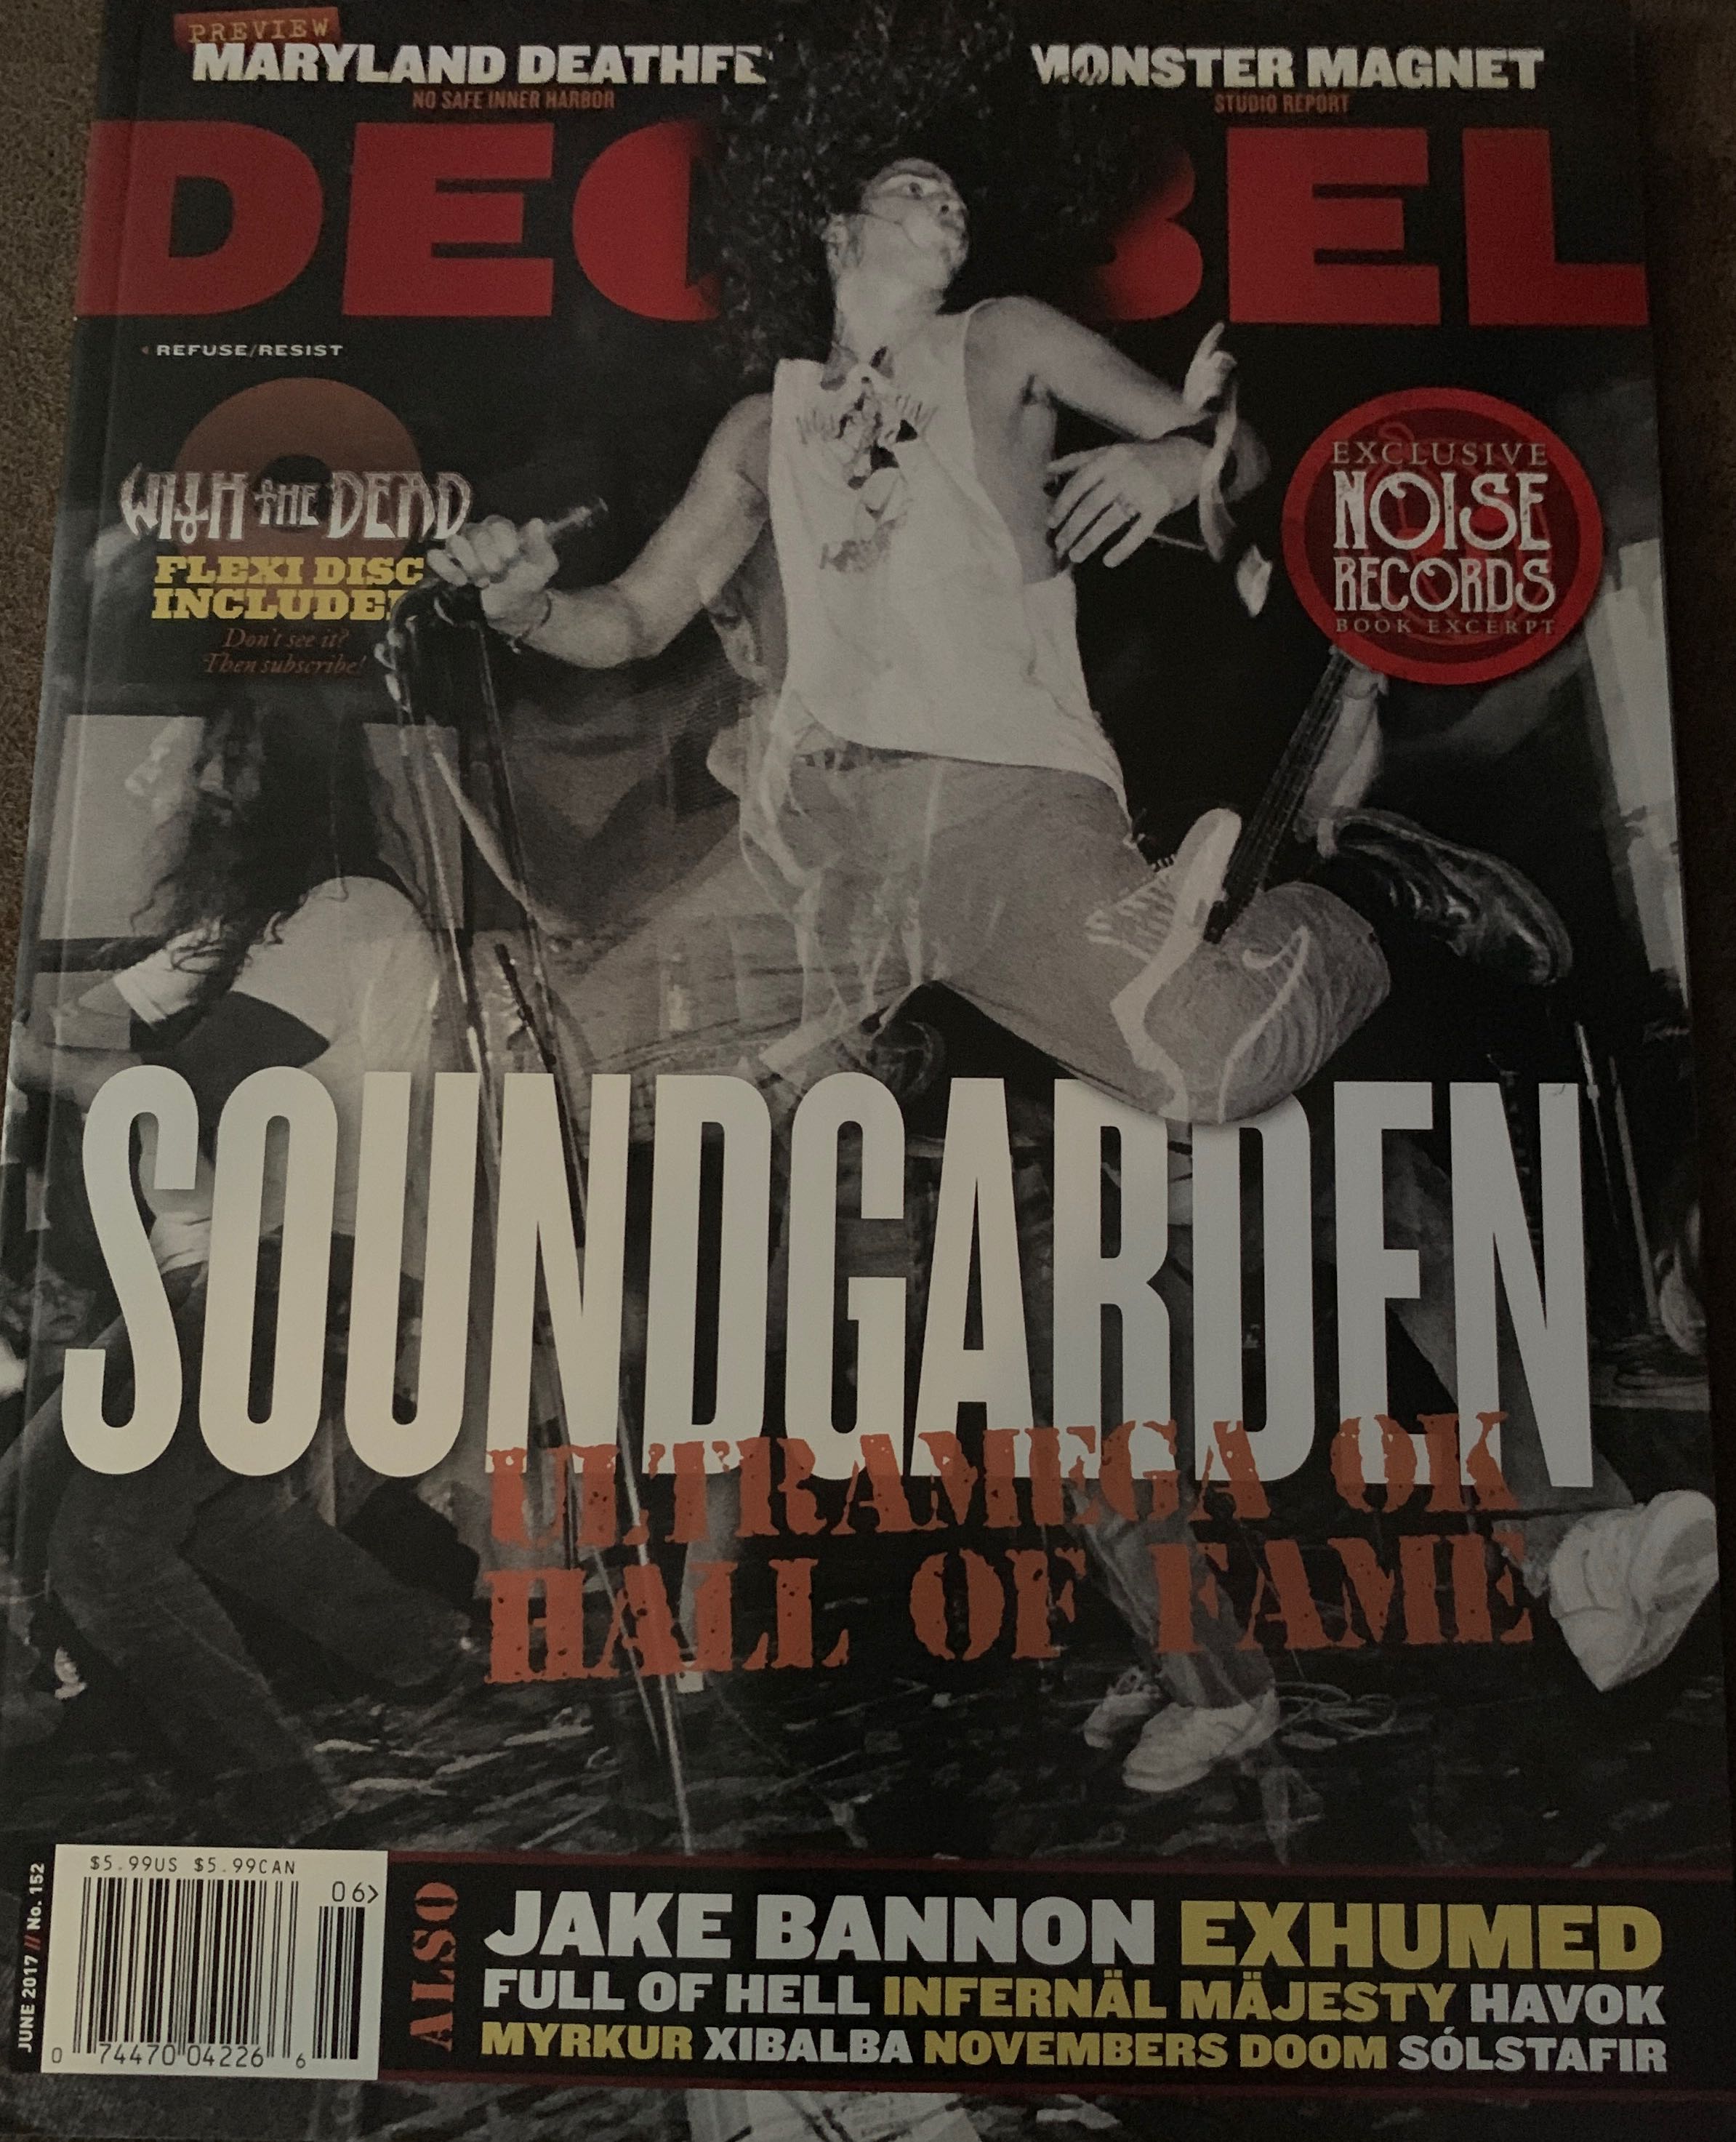 PREVIEW
MARYLAND DEATHFE
NO SAFE INNER HARBOR
MONSTER MAGNET
STUDIO REPORT
DECIBEL
REFUSE/RESIST
WITH THE DEAD
FLEXI DISC
INCLUDED
Don't see it?
Then subscribe!
EXCLUSIVE
NOISE
RECORDS
BOOK EXCERPT
SOUNDGARDEN
ULTRAMEGA OK
HALL OF FAME
JUNE 2017 // No. 152
$5.99US $5.99CAN
06>
0 74470 04226 6
ALSO
JAKE BANNON EXHUMED
FULL OF HELL INFERNÄL MÄJESTY HAVOK
MYRKUR XIBALBA NOVEMBERS DOOM SÓLSTAFIR